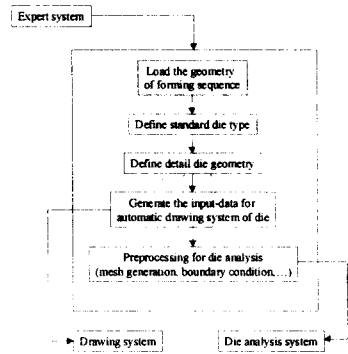 Expert system
Load the geometry
of forming sequence
Define standard die type
Define detail die geometry
Generate the input-data for
automatic drawing system of die
Preprocessing for die analysis
(mesh generation, boundary condition,...)
Drawing system
Die analysis system